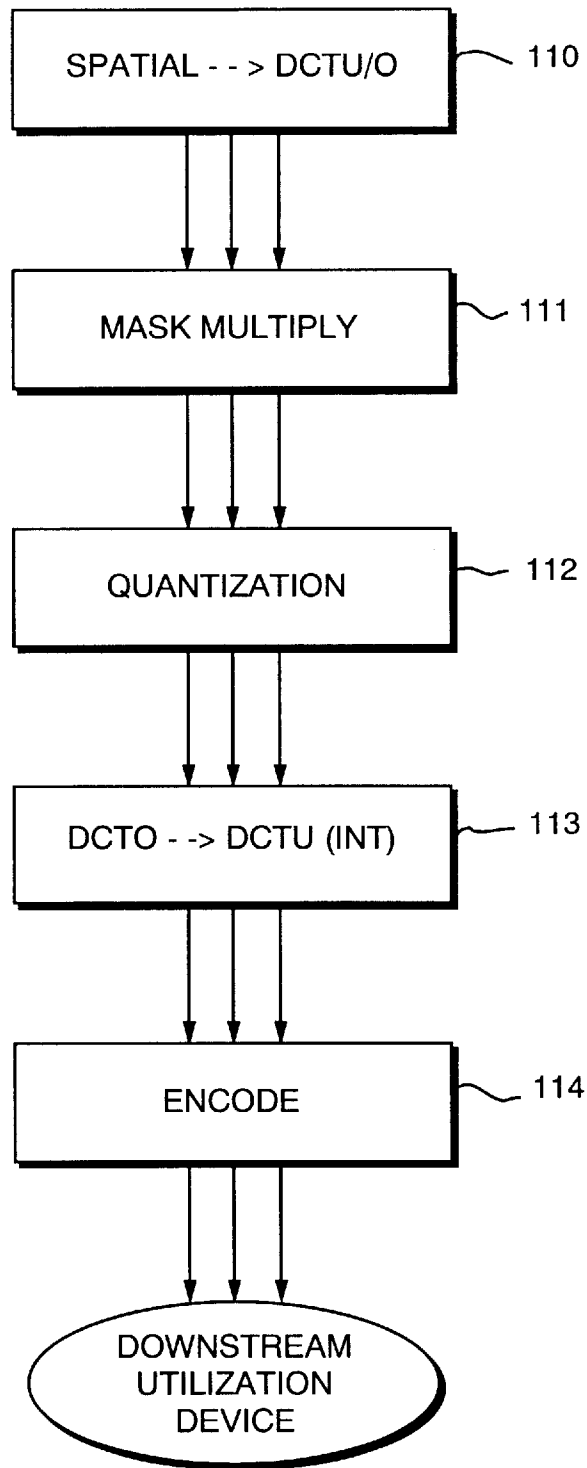 SPATIAL - - > DCTU/O
110
MASK MULTIPLY
111
QUANTIZATION
112
DCTO - -> DCTU (INT)
113
ENCODE
114
DOWNSTREAM
UTILIZATION
DEVICE